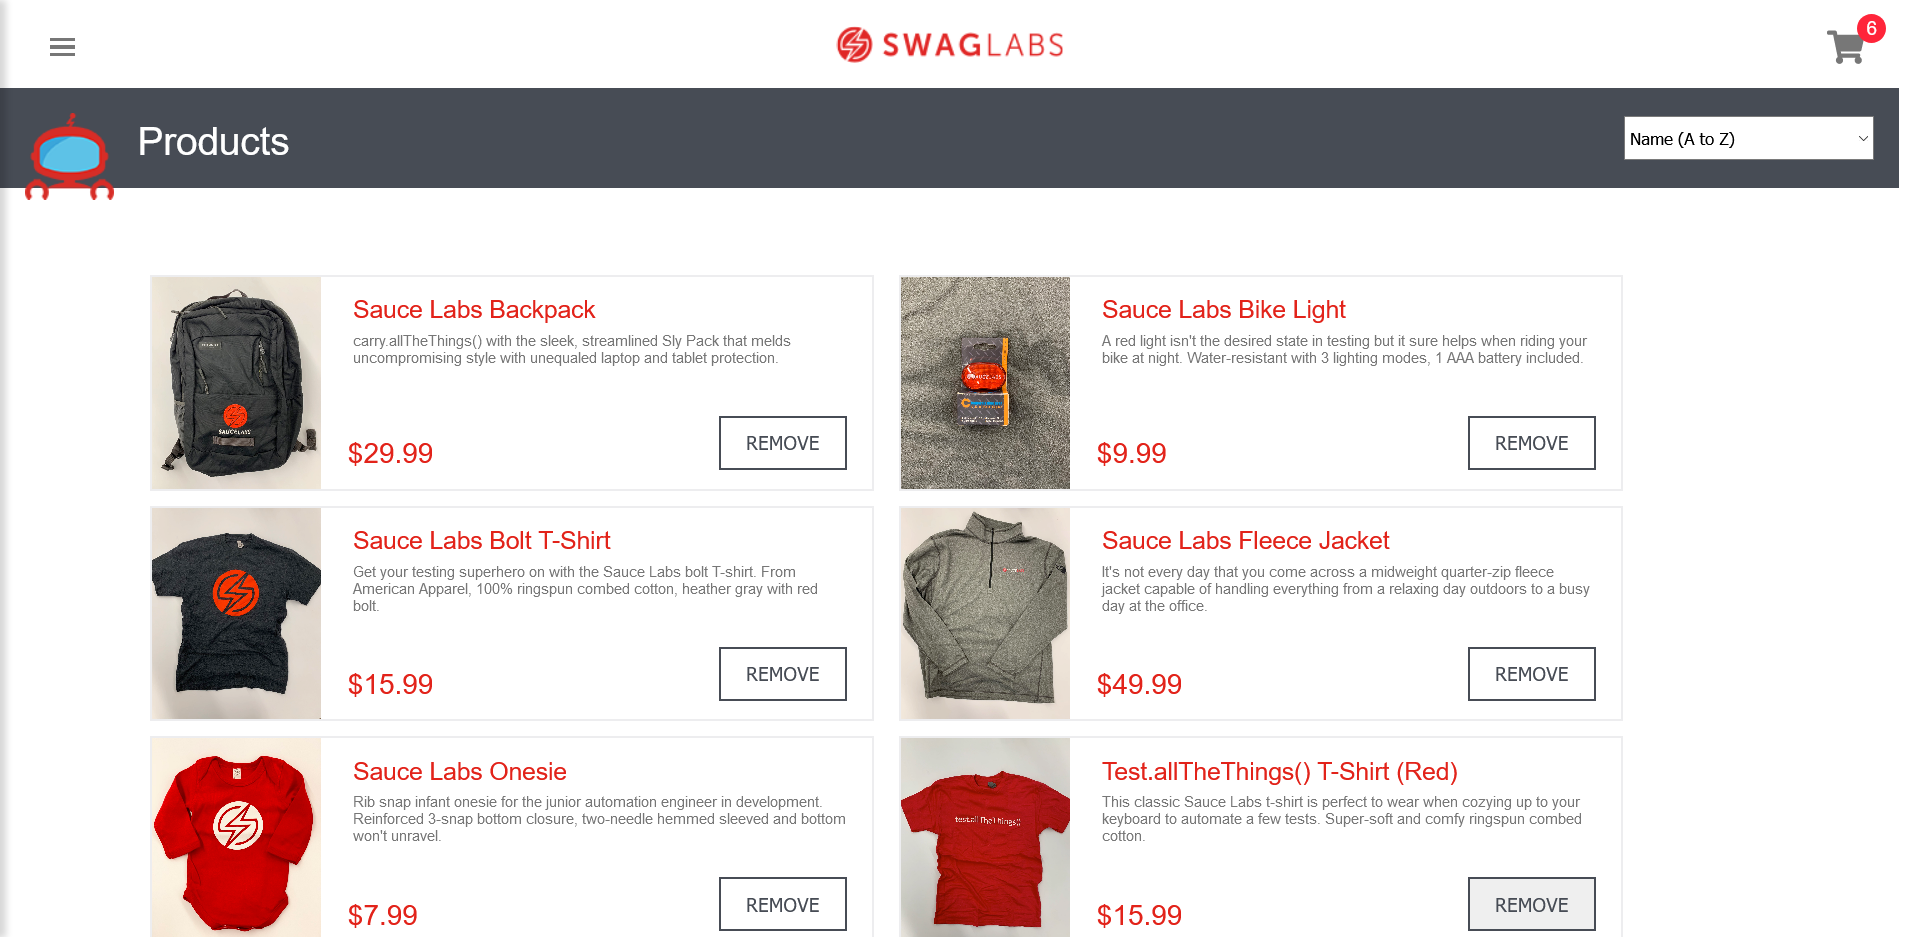 SWAGLABS
6
Products
Name (A to Z)
Sauce Labs Backpack
carry.allTheThings() with the sleek, streamlined Sly Pack that melds
uncompromising style with unequaled laptop and tablet protection.
$29.99
REMOVE
SAUCELABS
Sauce Labs Bike Light
A red light isn't the desired state in testing but it sure helps when riding your
bike at night. Water-resistant with 3 lighting modes, 1 AAA battery included.
$9.99
REMOVE
SAUCELABS
Sauce Labs Bolt T-Shirt
Get your testing superhero on with the Sauce Labs bolt T-shirt. From
American Apparel, 100% ringspun combed cotton, heather gray with red
bolt.
$15.99
REMOVE
Sauce Labs Fleece Jacket
It's not every day that you come across a midweight quarter-zip fleece
jacket capable of handling everything from a relaxing day outdoors to a busy
day at the office.
$49.99
REMOVE
Sauce Labs Onesie
Rib snap infant onesie for the junior automation engineer in development.
Reinforced 3-snap bottom closure, two-needle hemmed sleeved and bottom
won't unravel.
$7.99
REMOVE
Test.allTheThings() T-Shirt (Red)
This classic Sauce Labs t-shirt is perfect to wear when cozying up to your
keyboard to automate a few tests. Super-soft and comfy ringspun combed
cotton.
$15.99
REMOVE
test.allTheThings()